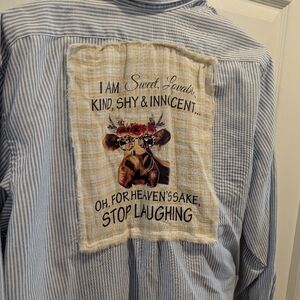 I AM Sweet, Lovable,
KIND, SHY & INNOCENT...
OH, FOR HEAVEN'S SAKE,
STOP LAUGHING